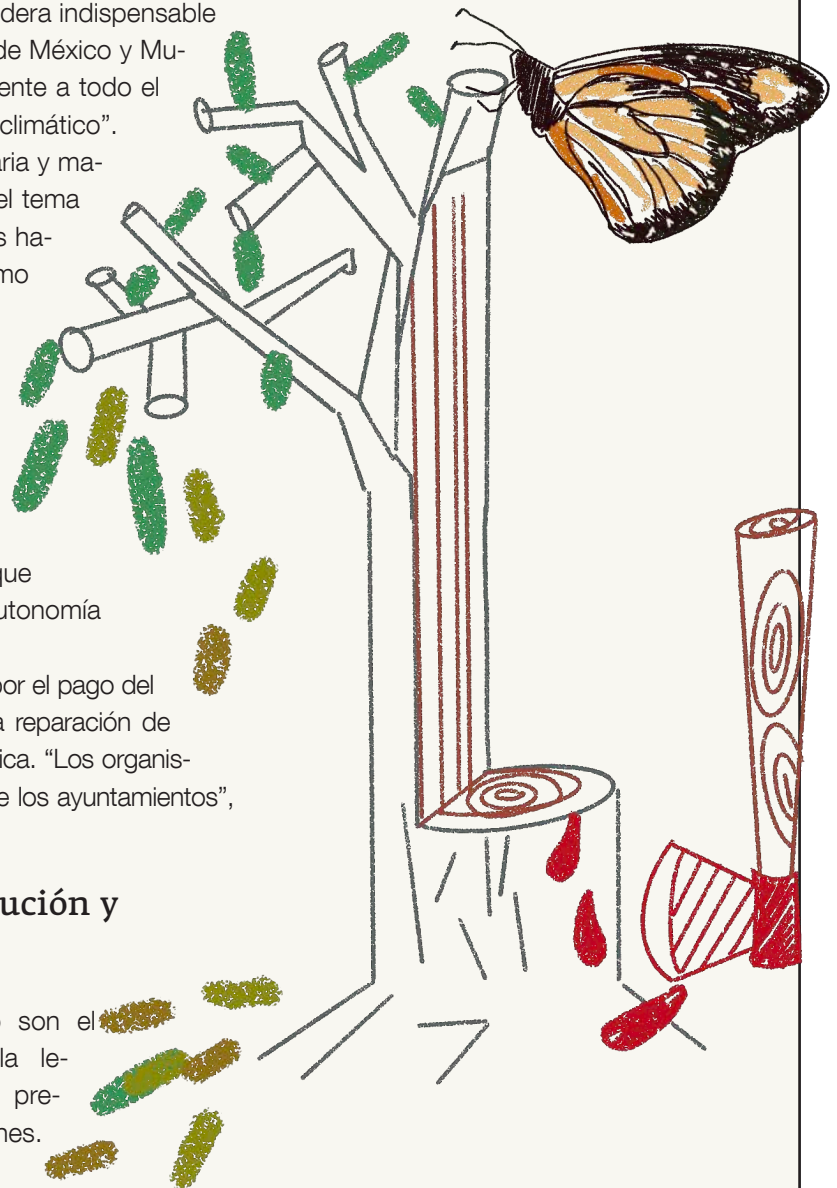 dera indispensable
de México y Mu-
ente a todo el
climático”.
aria y ma-
el tema
s ha-
mo
que
utonomía
por el pago del
a reparación de
ica. “Los organis-
e los ayuntamientos”,
ución y
son el
la le-
pre-
nes.